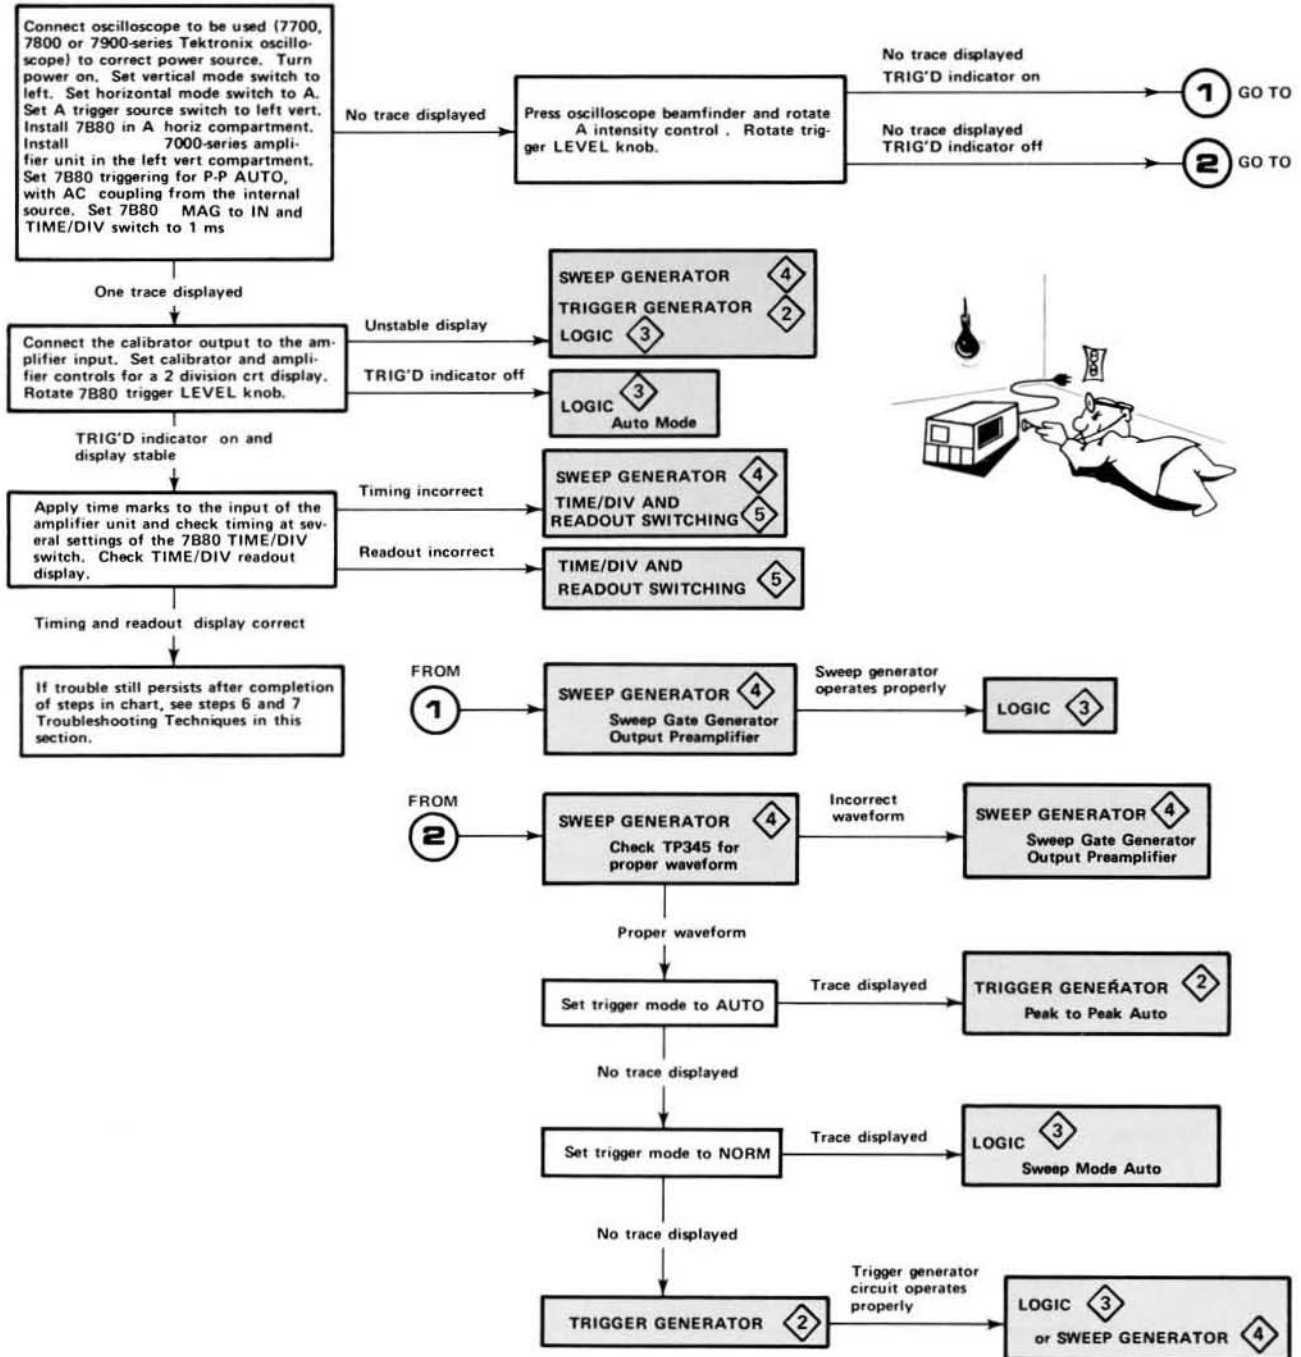 Connect oscilloscope to be used (7700,
7800 or 7900-series Tektronix oscillo-
scope) to correct power source. Turn
power on. Set vertical mode switch to
left. Set horizontal mode switch to A.
Set A trigger source switch to left vert.
Install 7B80 in A horiz compartment.
Install 7000-series ampli-
fier unit in the left vert compartment.
Set 7B80 triggering for P-P AUTO,
with AC coupling from the internal
source. Set 7B80 MAG to IN and
TIME/DIV switch to 1 ms
No trace displayed
Press oscilloscope beamfinder and rotate
A intensity control . Rotate trig-
ger LEVEL knob.
No trace displayed
TRIG'D indicator on
1 GO TO
No trace displayed
TRIG'D indicator off
2 GO TO
One trace displayed
Connect the calibrator output to the am-
plifier input. Set calibrator and ampli-
fier controls for a 2 division crt display.
Rotate 7B80 trigger LEVEL knob.
Unstable display
SWEEP GENERATOR 4
TRIGGER GENERATOR 2
LOGIC 3
TRIG'D indicator off
LOGIC 3
Auto Mode
TRIG'D indicator on and
display stable
Apply time marks to the input of the
amplifier unit and check timing at sev-
eral settings of the 7B80 TIME/DIV
switch. Check TIME/DIV readout
display.
Timing incorrect
SWEEP GENERATOR 4
TIME/DIV AND
READOUT SWITCHING 5
Readout incorrect
TIME/DIV AND
READOUT SWITCHING 5
Timing and readout display correct
If trouble still persists after completion
of steps in chart, see steps 6 and 7
Troubleshooting Techniques in this
section.
FROM
1
SWEEP GENERATOR 4
Sweep Gate Generator
Output Preamplifier
Sweep generator
operates properly
LOGIC 3
FROM
2
SWEEP GENERATOR 4
Check TP345 for
proper waveform
Incorrect
waveform
SWEEP GENERATOR 4
Sweep Gate Generator
Output Preamplifier
Proper waveform
Set trigger mode to AUTO
Trace displayed
TRIGGER GENERATOR 2
Peak to Peak Auto
No trace displayed
Set trigger mode to NORM
Trace displayed
LOGIC 3
Sweep Mode Auto
No trace displayed
TRIGGER GENERATOR 2
Trigger generator
circuit operates
properly
LOGIC 3
or SWEEP GENERATOR 4